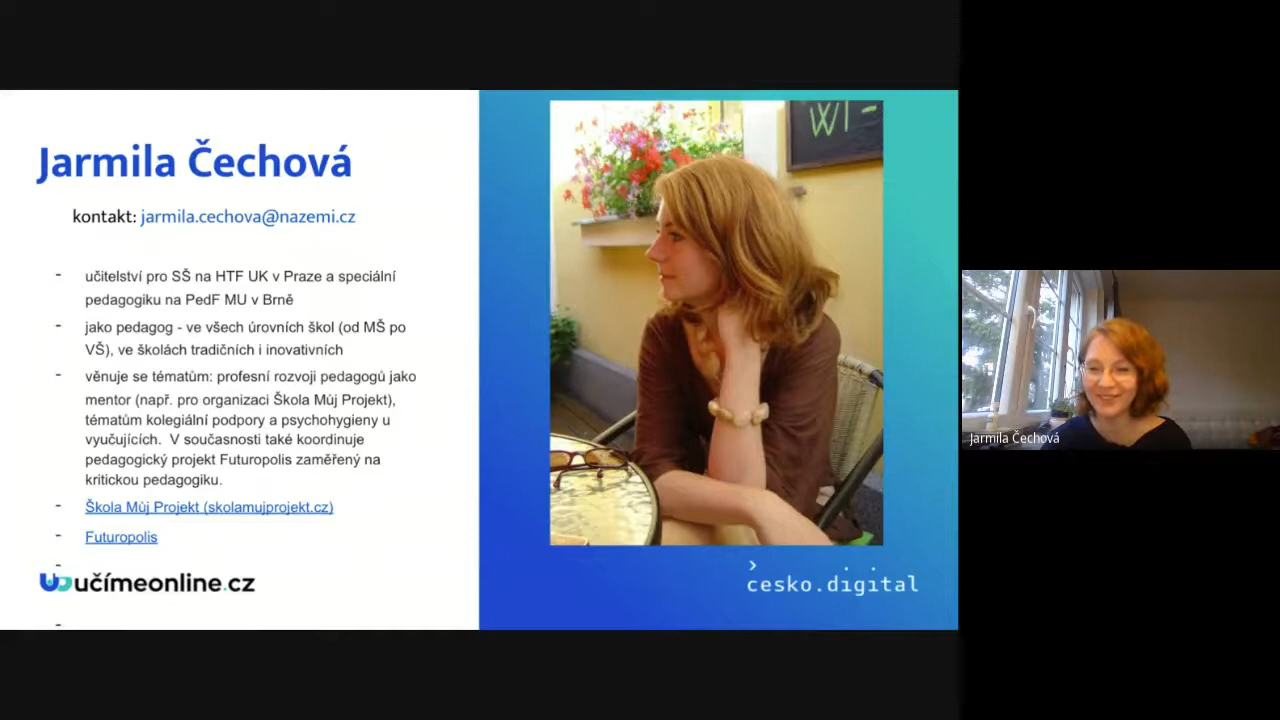 Jarmila Čechová
kontakt: jarmila.cechova@nazemi.cz
- učitelství pro SŠ na HTF UK v Praze a speciální
pedagogiku na PedF MU v Brně
- jako pedagog - ve všech úrovních škol (od MŠ po
VŠ), ve školách tradičních i inovativních
- věnuje se tématům: profesní rozvoji pedagogů jako
mentor (např. pro organizaci Škola Můj Projekt),
tématům kolegiální podpory a psychohygieny u
vyučujících. V současnosti také koordinuje
pedagogický projekt Futuropolis zaměřený na
kritickou pedagogiku.
- Škola Můj Projekt (skolamujprojekt.cz)
- Futuropolis
-
učímeonline.cz
-
WI-
cesko.digital
Jarmila Čechová